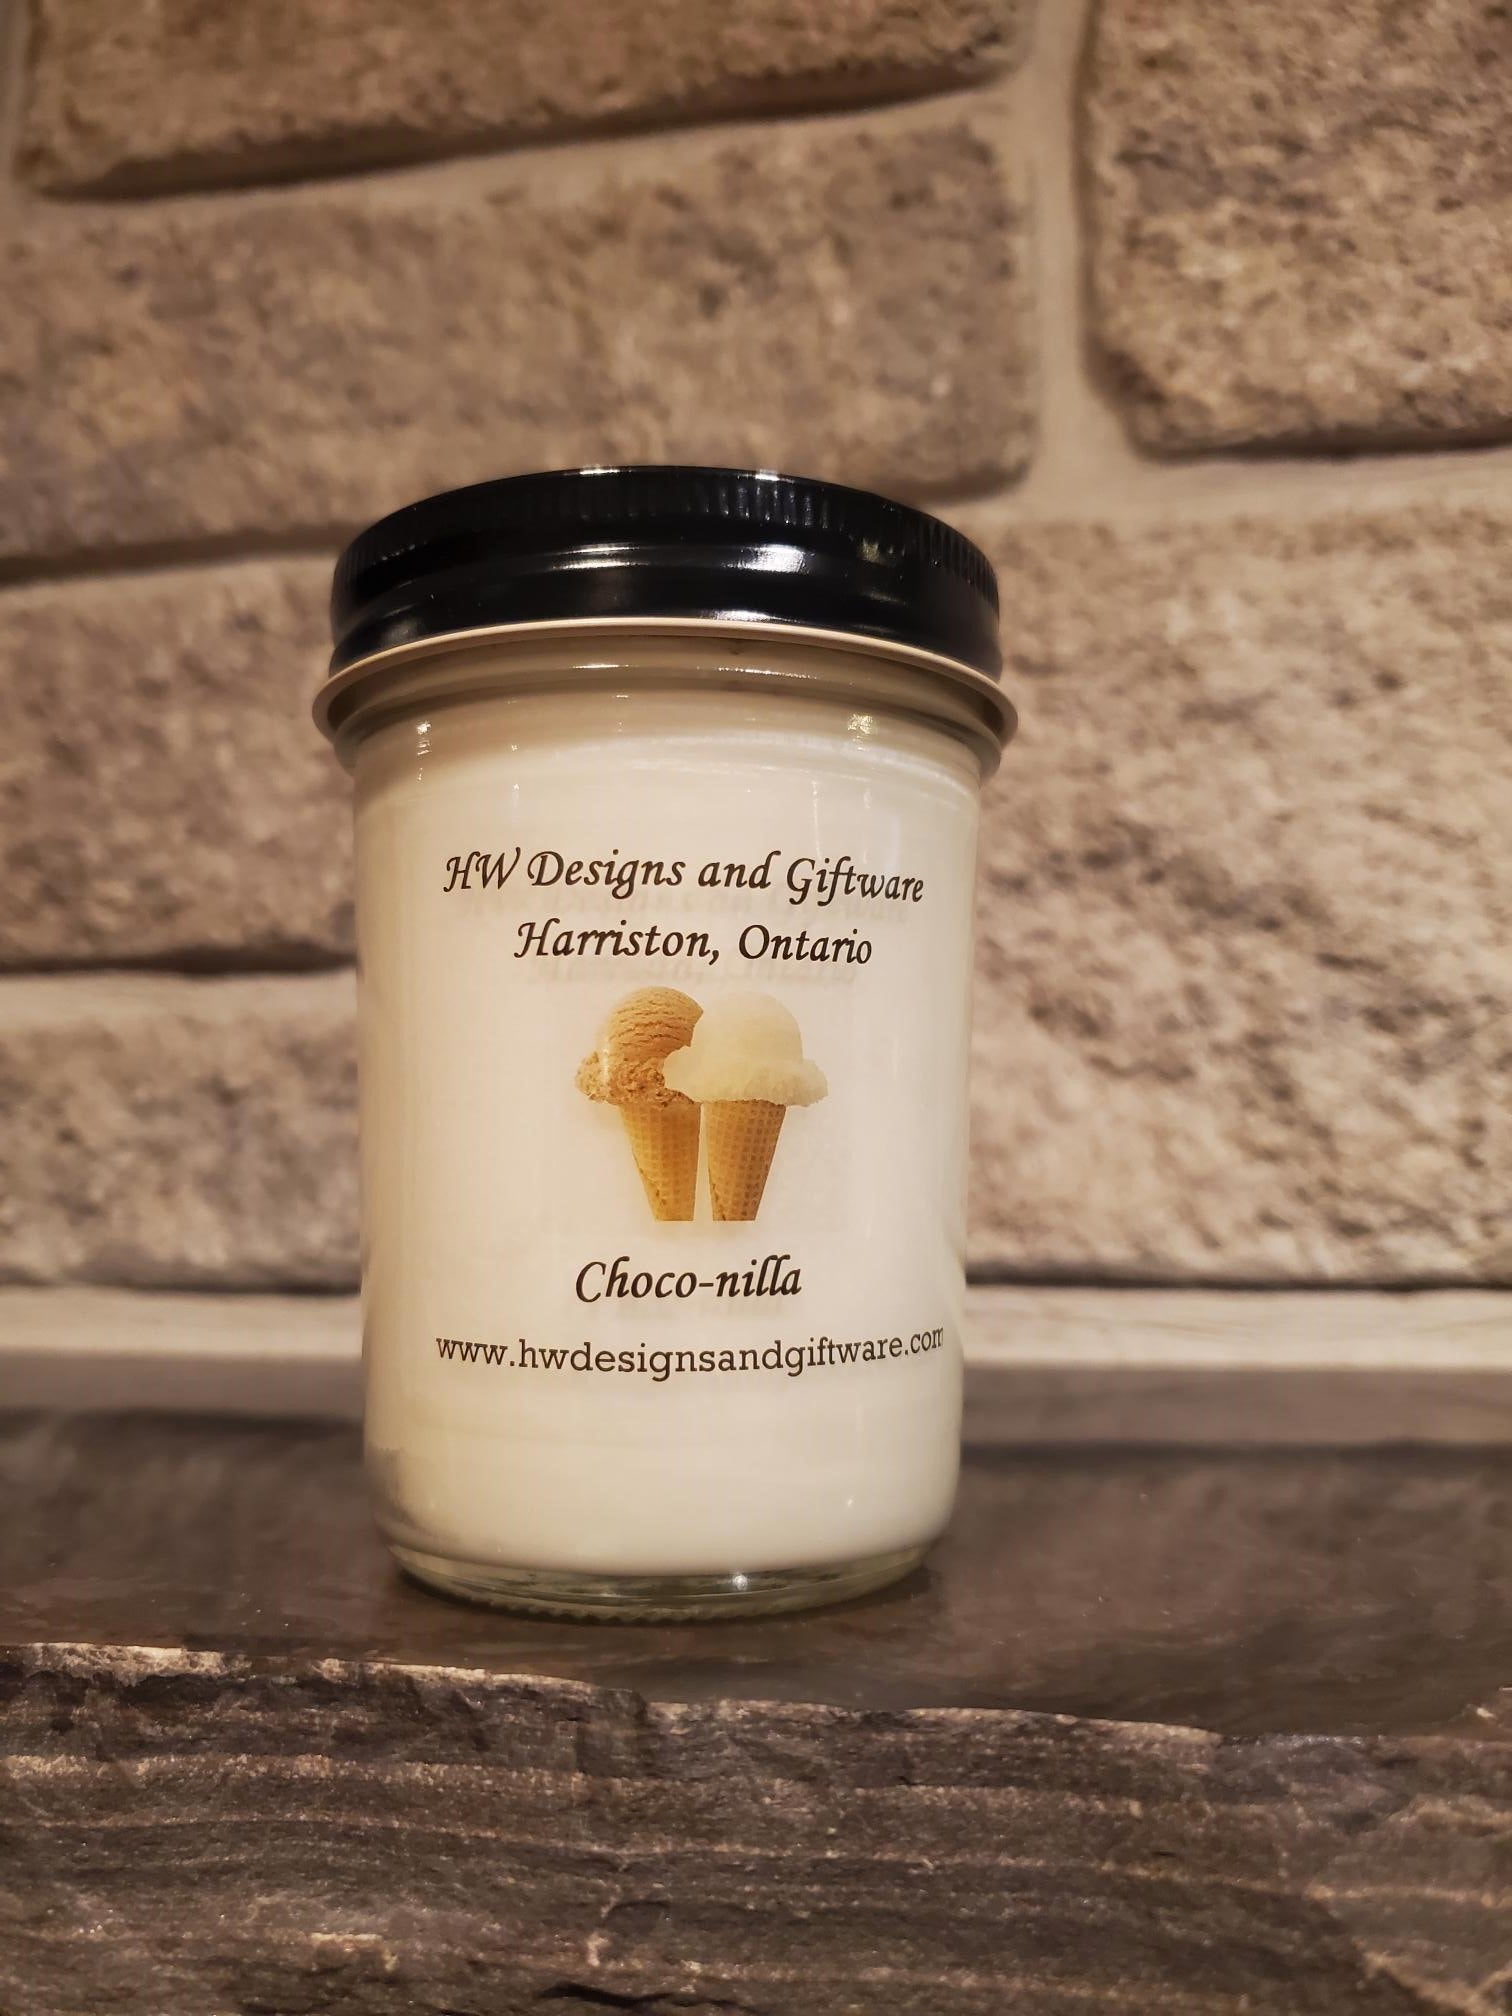 HW Designs and Giftware
Harriston, Ontario
Choco-nilla
www.hwdesignsandgiftware.com